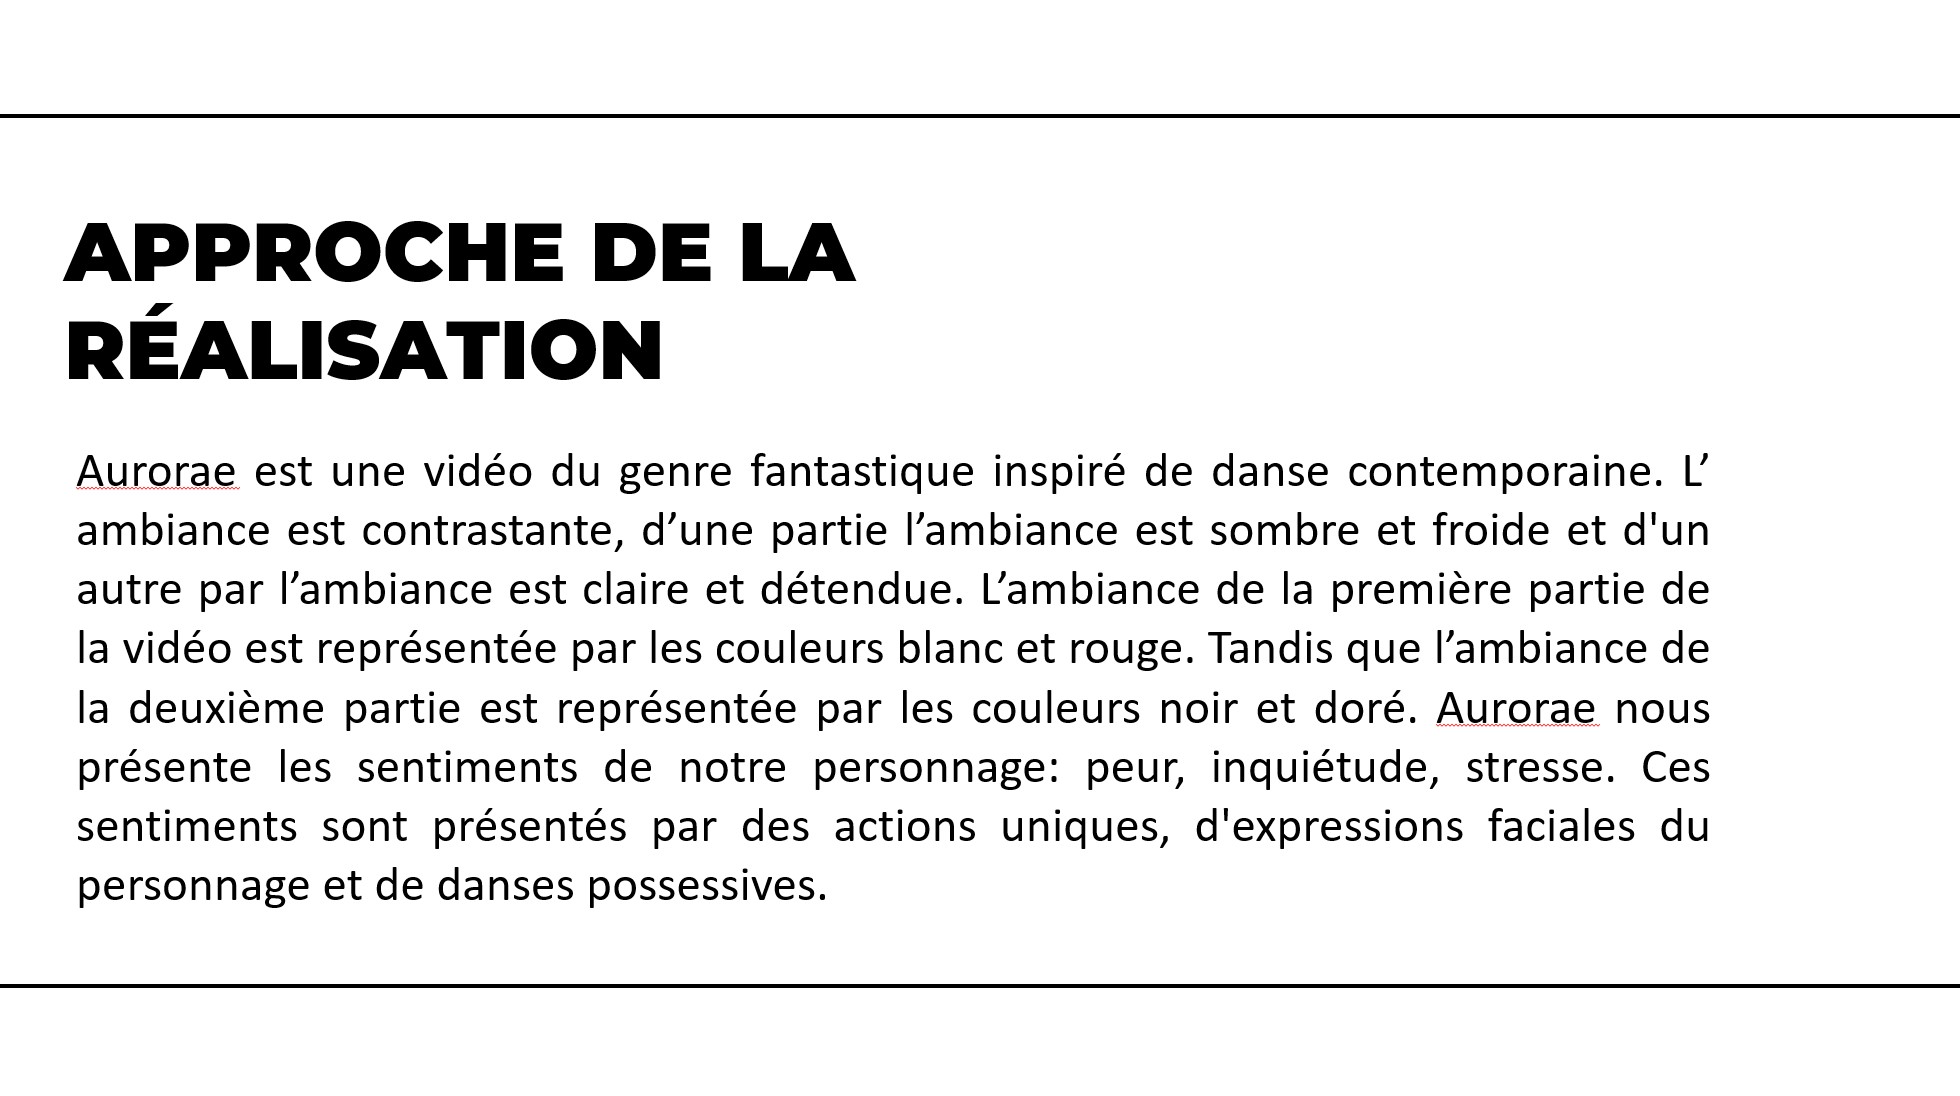 APPROCHE DE LA
RÉALISATION
Aurorae est une vidéo du genre fantastique inspiré de danse contemporaine. L’
ambiance est contrastante, d’une partie l’ambiance est sombre et froide et d'un
autre par l’ambiance est claire et détendue. L’ambiance de la première partie de
la vidéo est représentée par les couleurs blanc et rouge. Tandis que l’ambiance de
la deuxième partie est représentée par les couleurs noir et doré. Aurorae nous
présente les sentiments de notre personnage: peur, inquiétude, stresse. Ces
sentiments sont présentés par des actions uniques, d'expressions faciales du
personnage et de danses possessives.